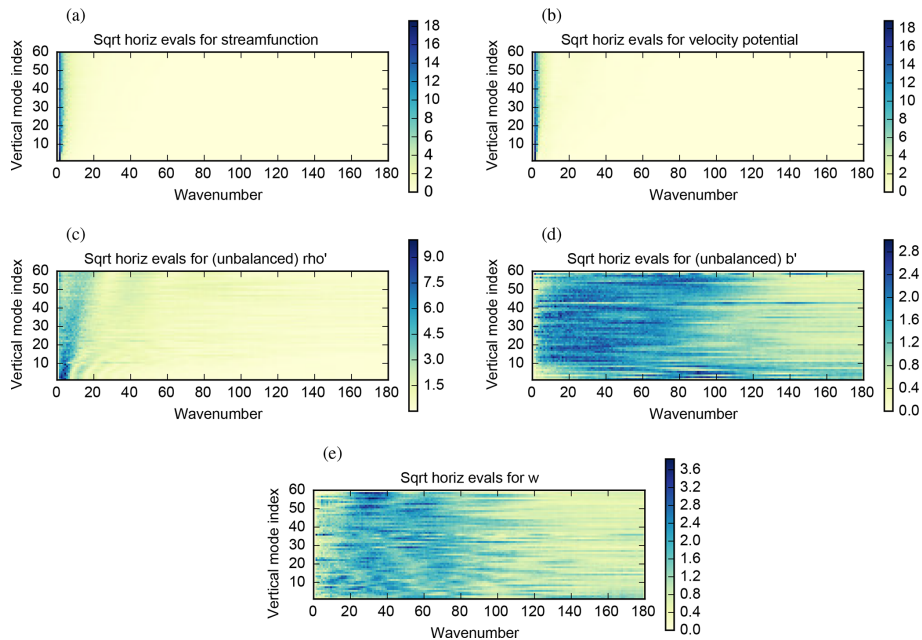 (a)
Sqrt horiz evals for streamfunction
Vertical mode index
60
50
40
30
20
10
0 20 40 60 80 100 120 140 160 180
Wavenumber
18
16
14
12
10
8
6
4
2
0
(b)
Sqrt horiz evals for velocity potential
Vertical mode index
60
50
40
30
20
10
0 20 40 60 80 100 120 140 160 180
Wavenumber
18
16
14
12
10
8
6
4
2
0
(c)
Sqrt horiz evals for (unbalanced) rho'
Vertical mode index
60
50
40
30
20
10
0 20 40 60 80 100 120 140 160 180
Wavenumber
9.0
7.5
6.0
4.5
3.0
1.5
(d)
Sqrt horiz evals for (unbalanced) b'
Vertical mode index
60
50
40
30
20
10
0 20 40 60 80 100 120 140 160 180
Wavenumber
2.8
2.4
2.0
1.6
1.2
0.8
0.4
0.0
(e)
Sqrt horiz evals for w
Vertical mode index
60
50
40
30
20
10
0 20 40 60 80 100 120 140 160 180
Wavenumber
3.6
3.2
2.8
2.4
2.0
1.6
1.2
0.8
0.4
0.0